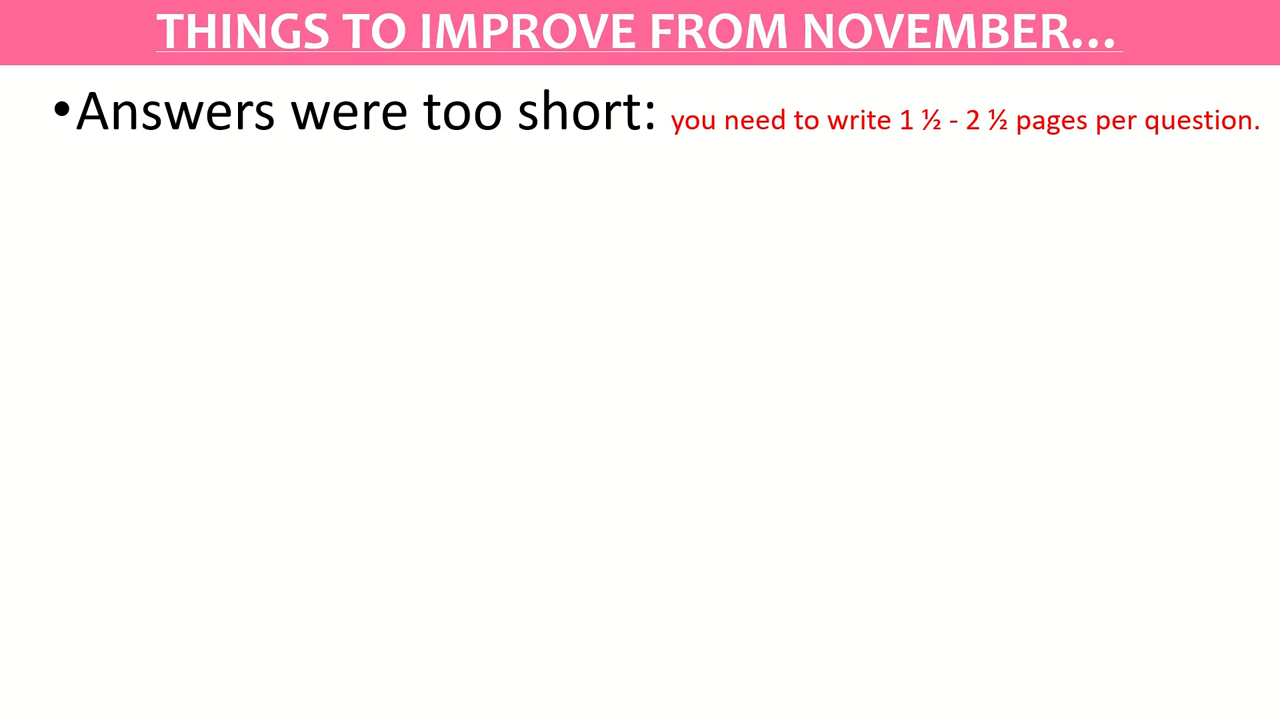 THINGS TO IMPROVE FROM NOVEMBER…
•Answers were too short: you need to write 1 ½ - 2 ½ pages per question.